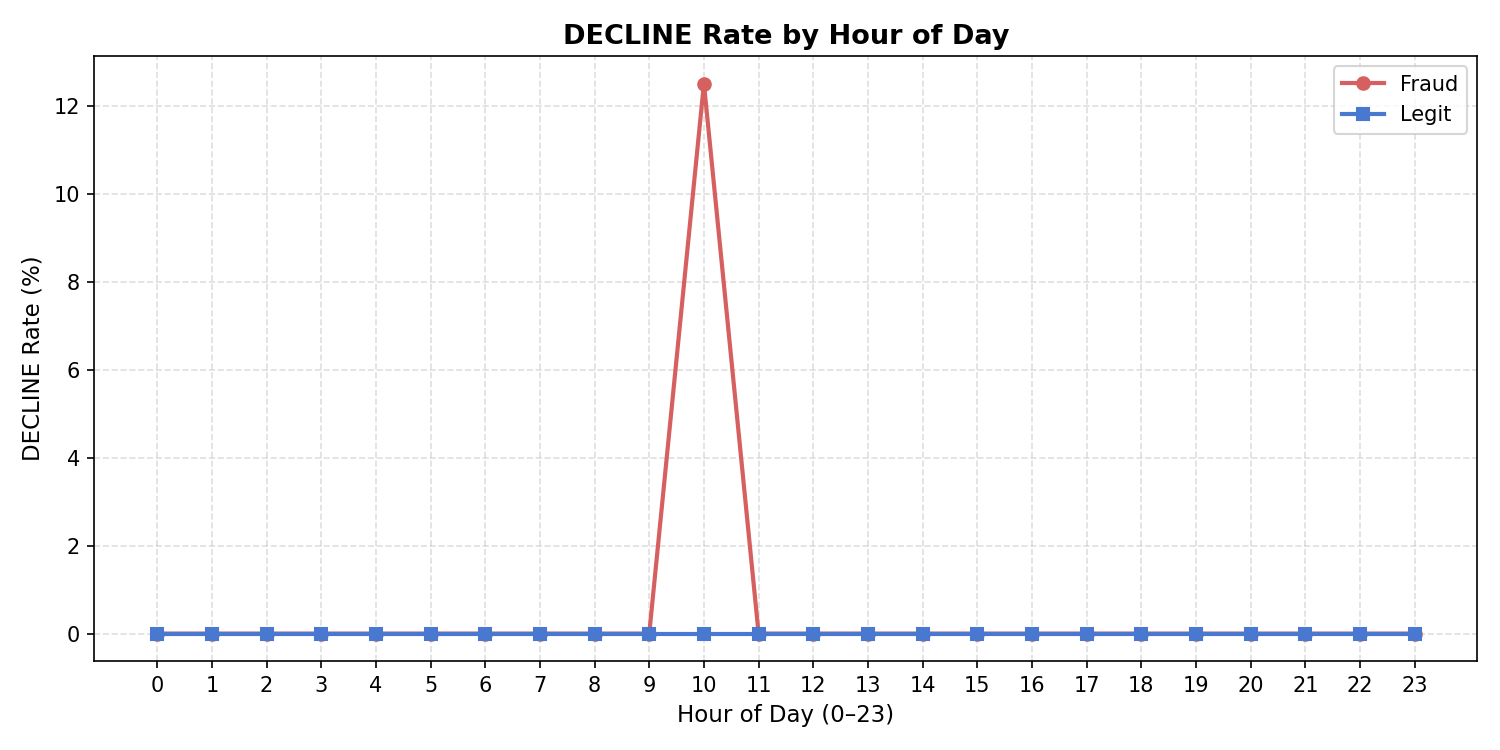 DECLINE Rate by Hour of Day
Fraud
Legit
DECLINE Rate (%)
12
10
8
6
4
2
0
0 1 2 3 4 5 6 7 8 9 10 11 12 13 14 15 16 17 18 19 20 21 22 23
Hour of Day (0–23)